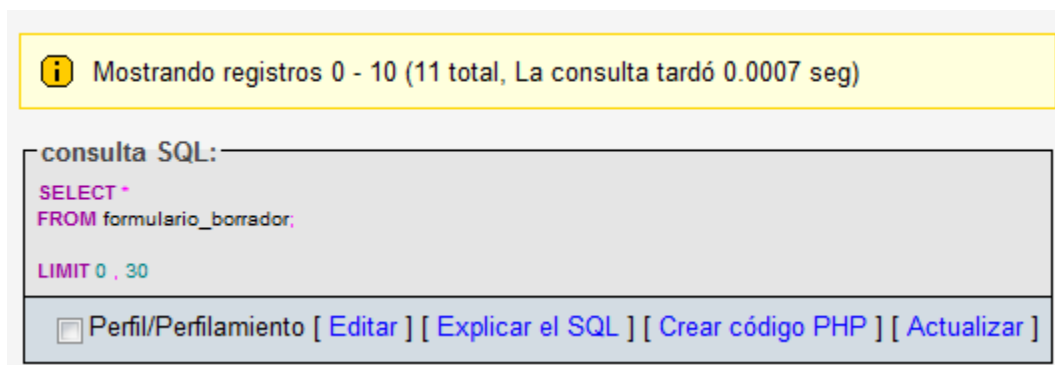 Mostrando registros 0 - 10 (11 total, La consulta tardó 0.0007 seg)
consulta SQL:
SELECT *
FROM formulario_borrador;
LIMIT 0 , 30
Perfil/Perfilamiento [ Editar ] [ Explicar el SQL ] [ Crear código PHP ] [ Actualizar ]